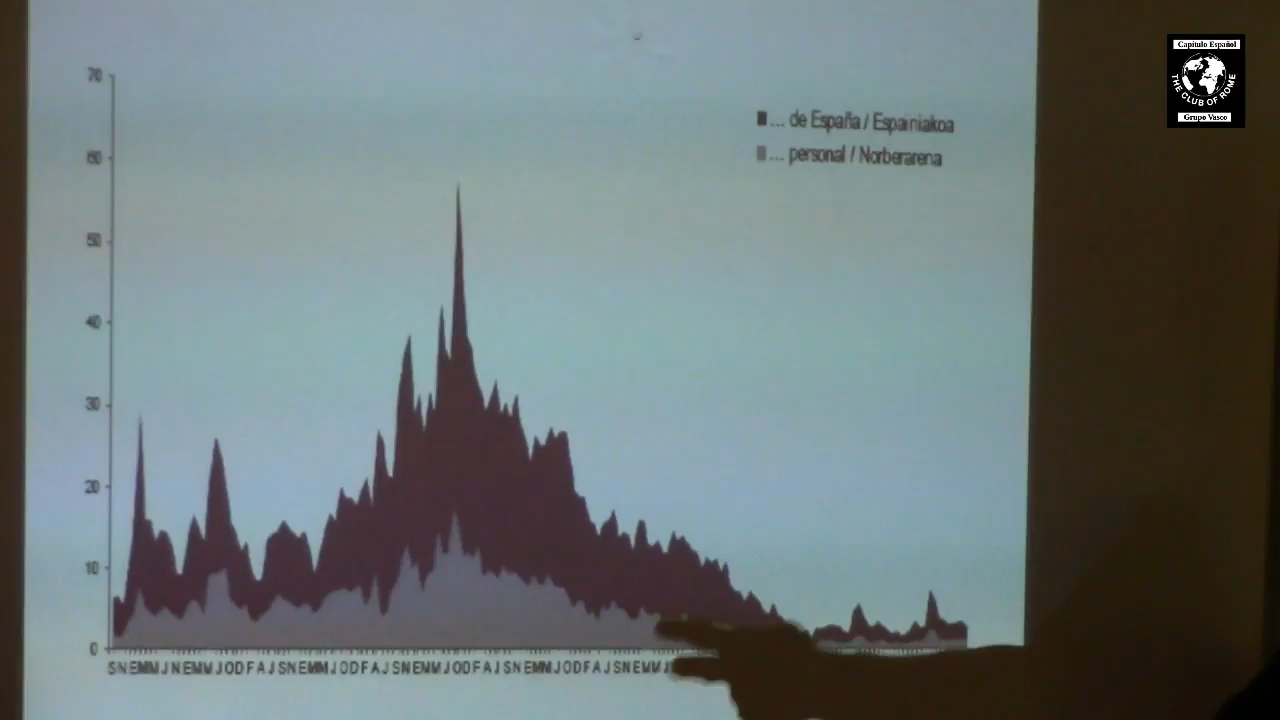 Capítulo Español
THE CLUB OF ROME
Grupo Vasco
70
60
50
40
30
20
10
0
... de España / Espainiakoa
... personal / Norberarena
S N E M M J N E M M J O D F A J S N E M M J O D F A J S N E M M J O D F A J S N E M M J O D F A J S N E M M J